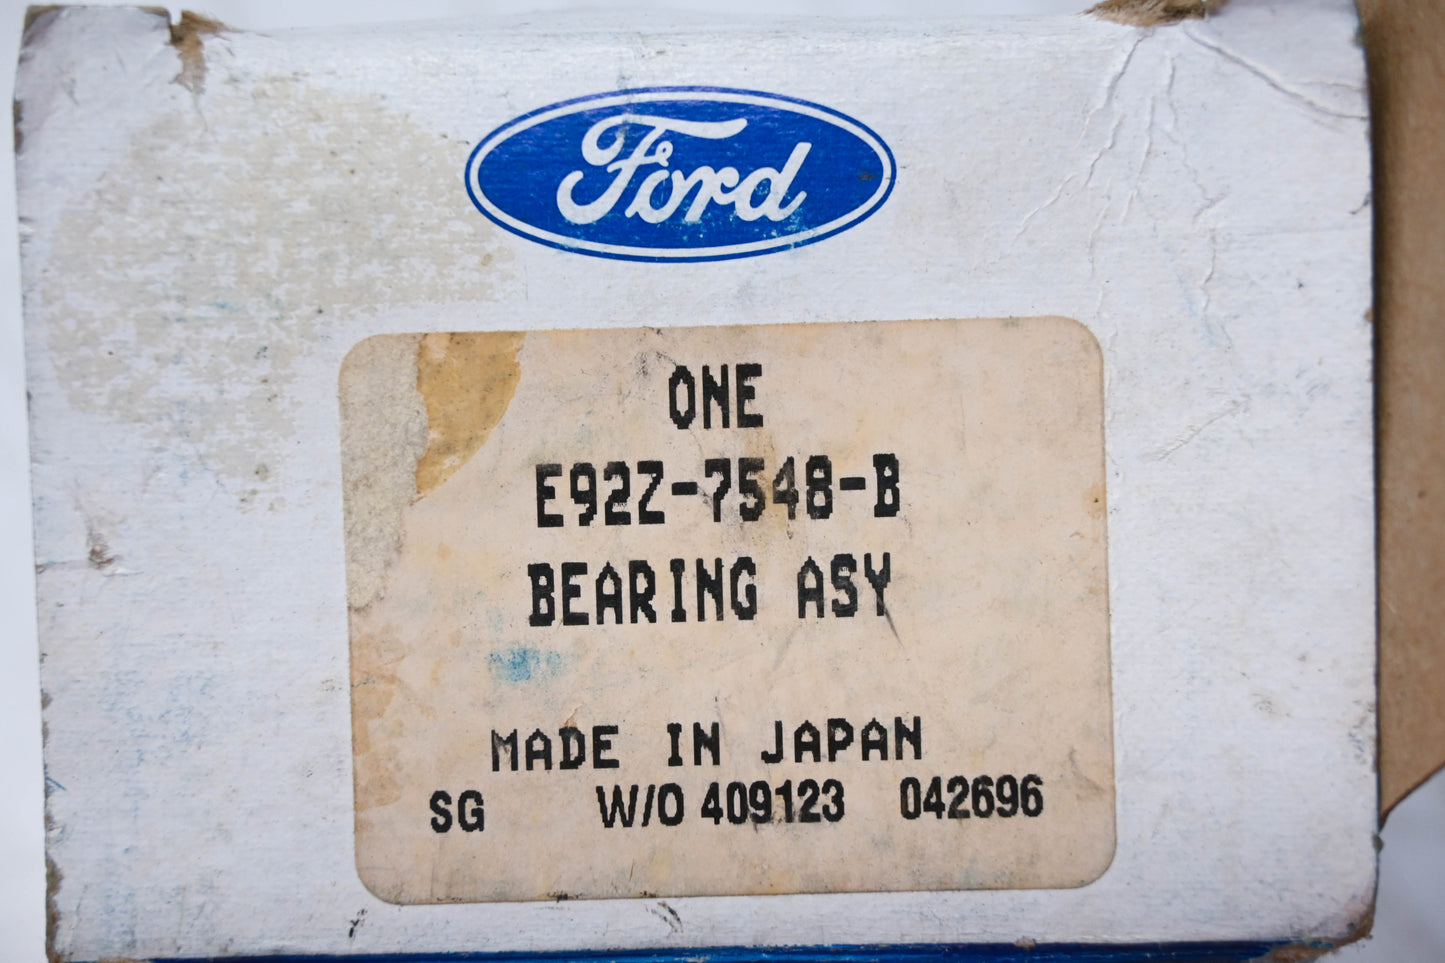 Ford
ONE
E92Z-7548-B
BEARING ASY
MADE IN JAPAN
SG W/O 409123 042696